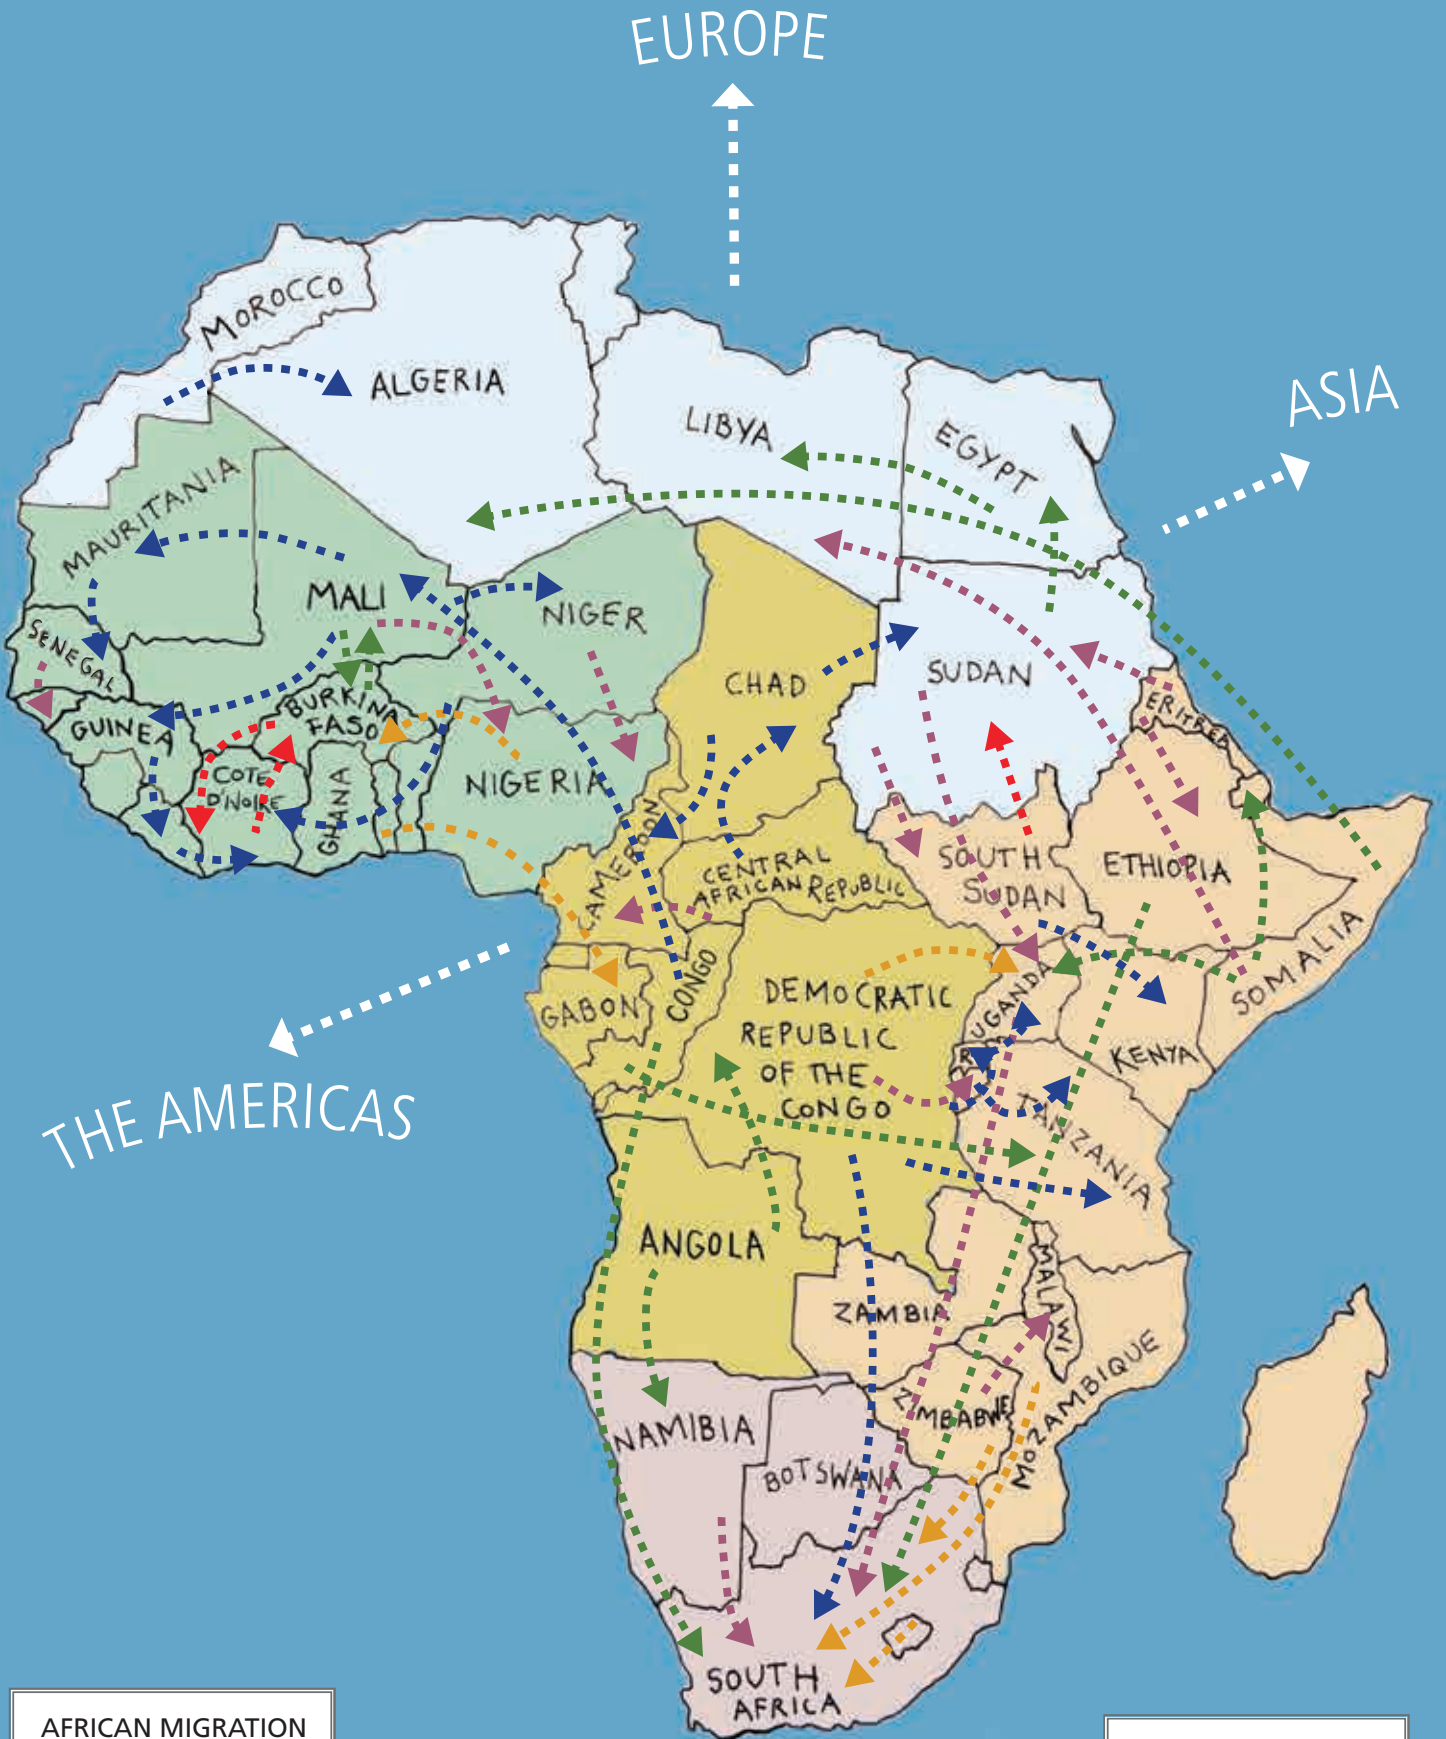 EUROPE
ASIA
MOROCCO
ALGERIA
LIBYA
EGYPT
MAURITANIA
MALI
NIGER
SENEGAL
CHAD
SUDAN
ERITREA
BURKINA
FASO
GUINEA
COTE
D'NOIRE
GHANA
NIGERIA
CAMEROON
CENTRAL
AFRICAN REPUBLIC
SOUTH
SUDAN
ETHIOPIA
SOMALIA
GABON
CONGO
DEMOCRATIC
REPUBLIC
OF THE
CONGO
UGANDA
R
KENYA
THE AMERICAS
TANZANIA
ANGOLA
ZAMBIA
MALAWI
MOZAMBIQUE
ZIMBABWE
NAMIBIA
BOTSWANA
SOUTH
AFRICA
AFRICAN MIGRATION